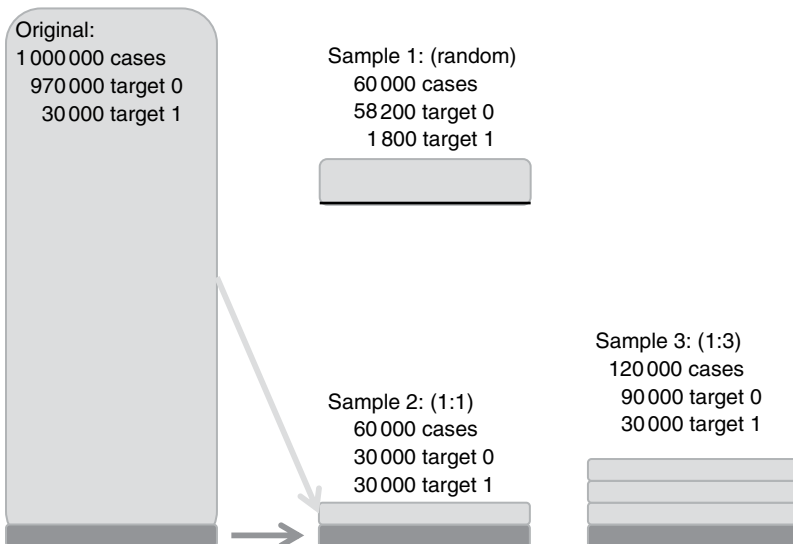 Original:
1 000 000 cases
970 000 target 0
30 000 target 1
Sample 1: (random)
60 000 cases
58 200 target 0
1 800 target 1
Sample 2: (1:1)
60 000 cases
30 000 target 0
30 000 target 1
Sample 3: (1:3)
120 000 cases
90 000 target 0
30 000 target 1